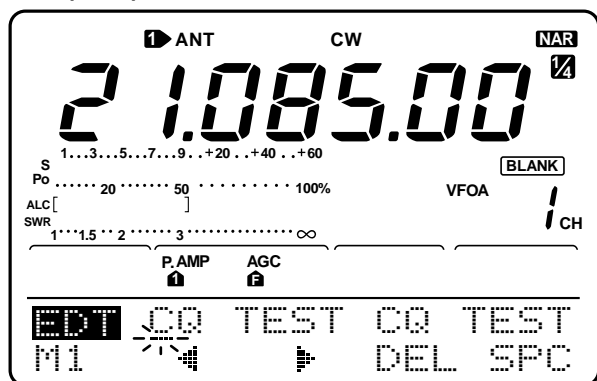 1 ANT CW NAR
21.085.00 1/4
1...3...5...7...9..+20..+40..+60
S BLANK
Po ...... 20 ...... 50 ......... 100% VFOA 1 CH
ALC [ ]
SWR
1...1.5..2.....3...............∞
P.AMP AGC
1 F
EDT CQ TEST CQ TEST
M1 ◀ ▶ DEL SPC